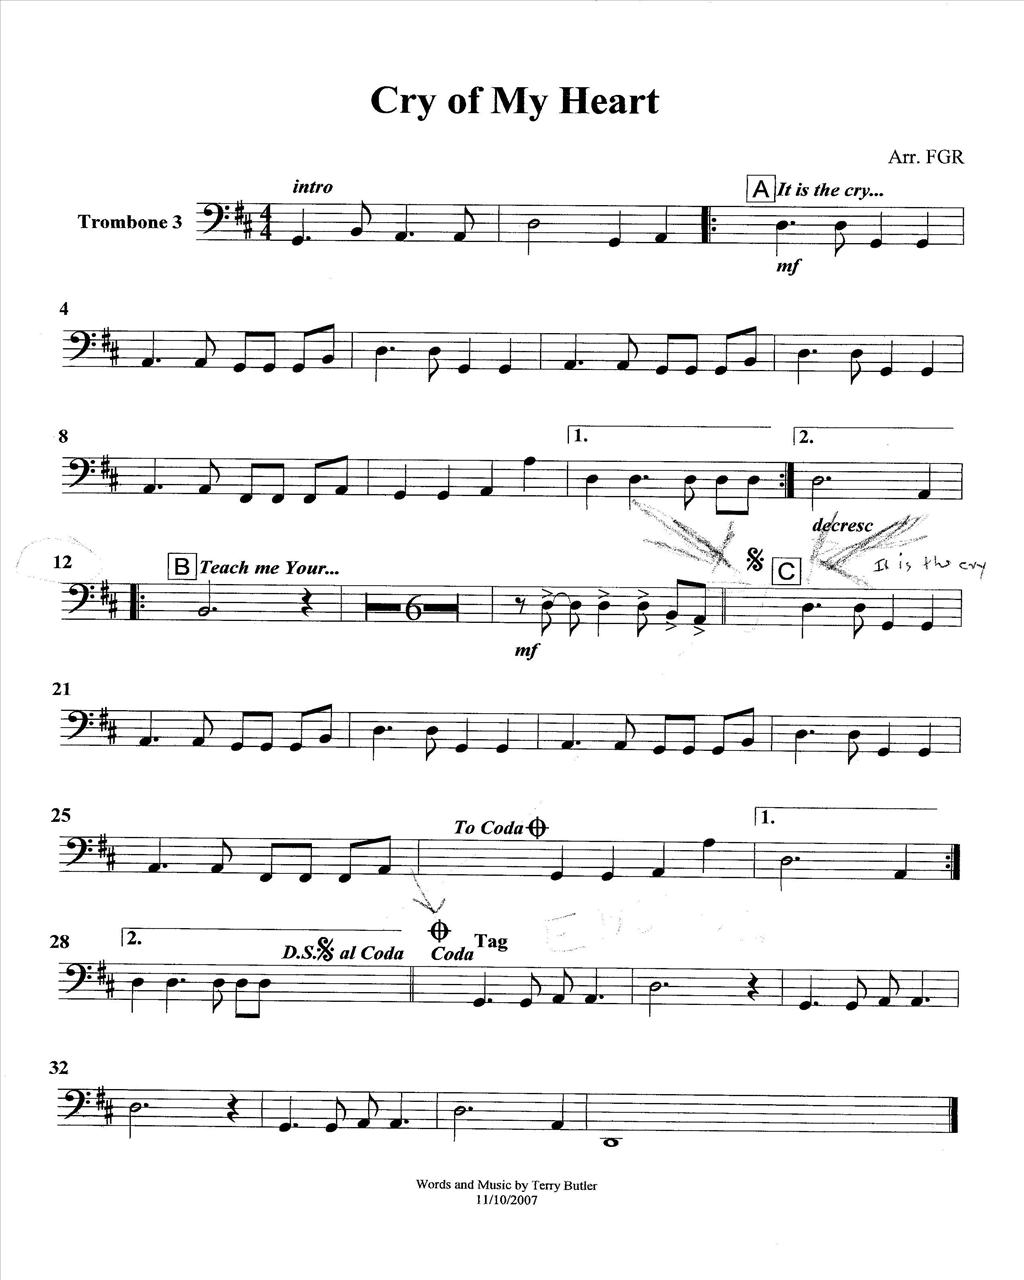 Cry of My Heart
Arr. FGR
intro
A It is the cry...
Trombone 3
mf
4
8
1.
2.
decresc
12
B Teach me Your...
C
It is the cry
6
mf
21
25
To Coda
1.
28
2.
D.S. al Coda
Coda
Tag
32
Words and Music by Terry Butler
11/10/2007